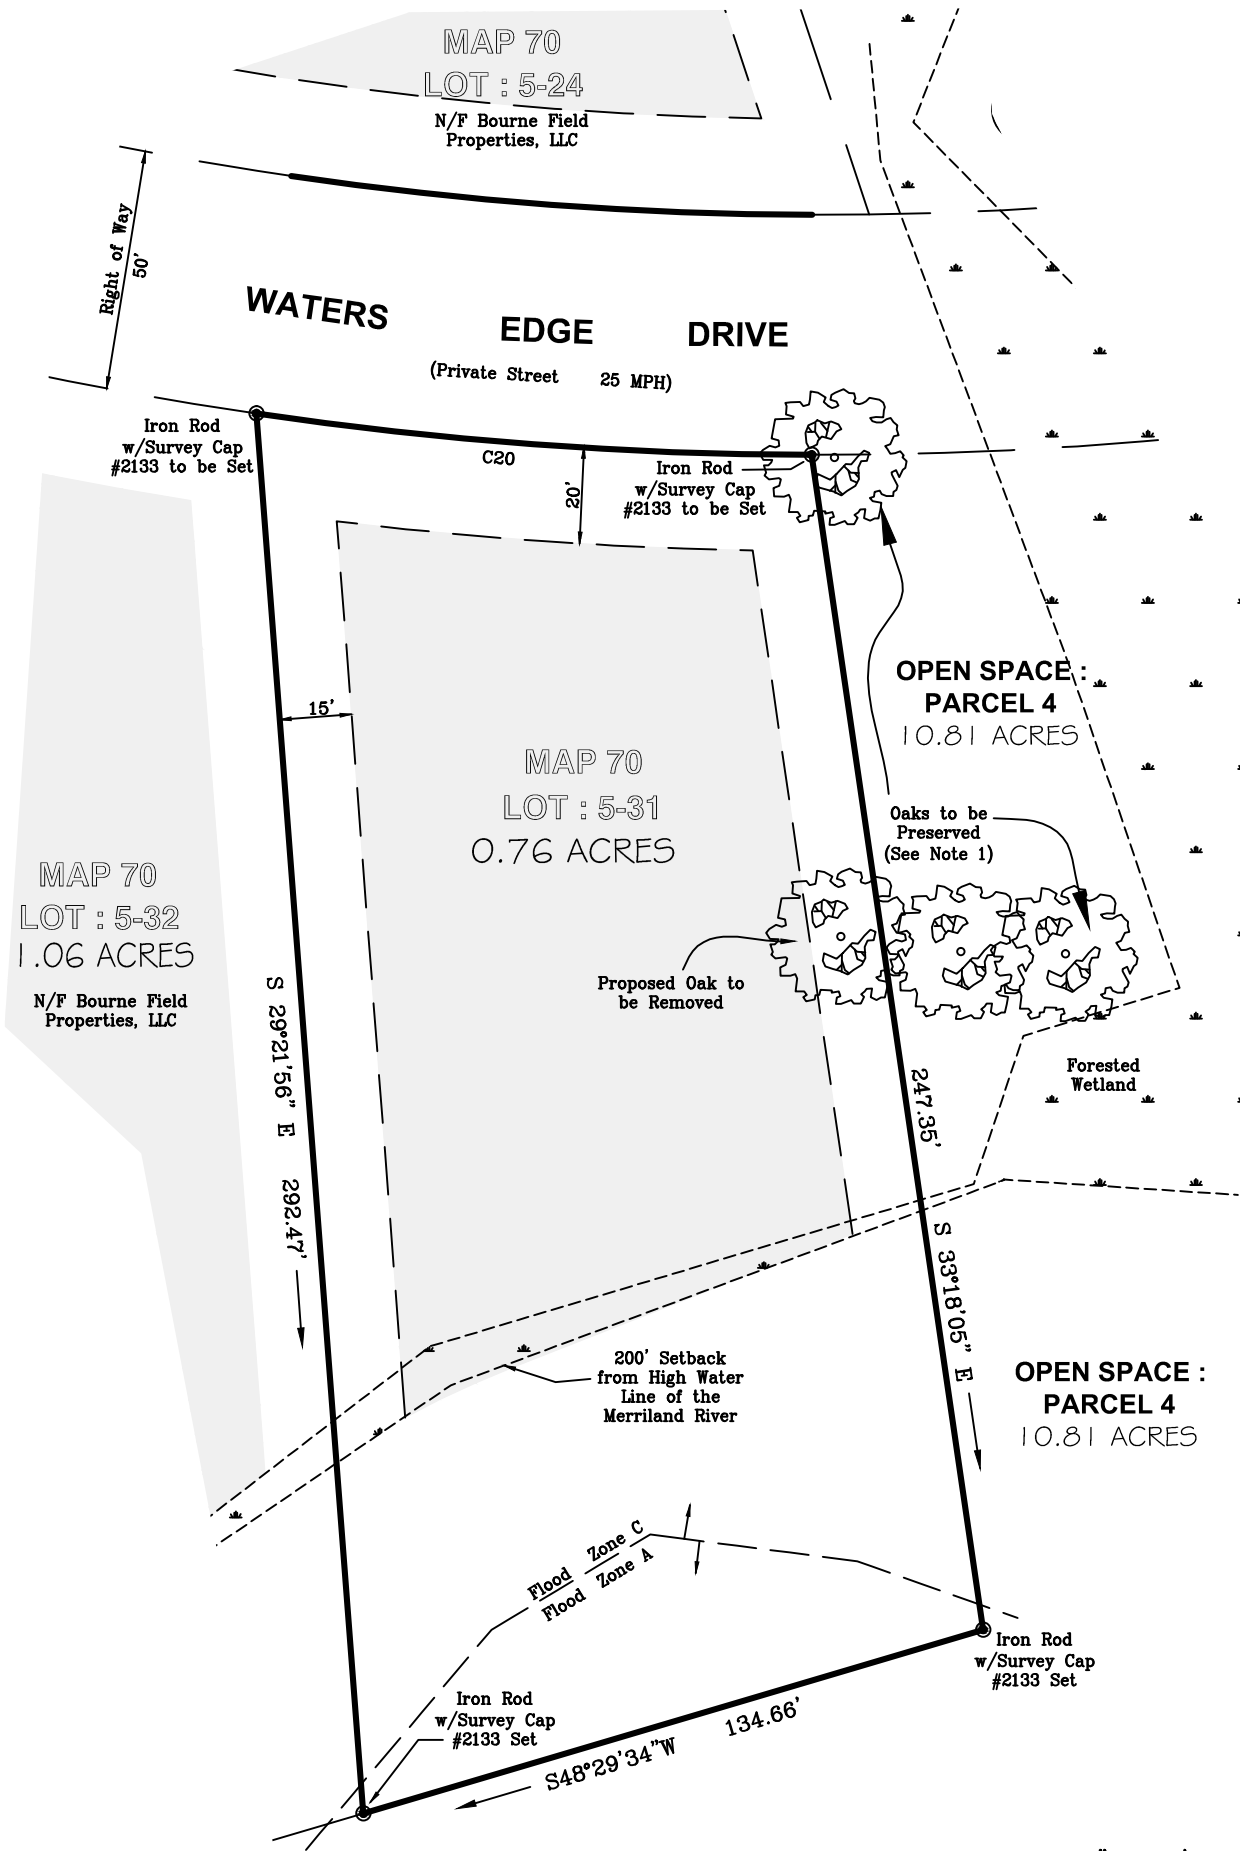 MAP 70
LOT : 5-24
N/F Bourne Field
Properties, LLC
Right of Way
50'
WATERS EDGE DRIVE
(Private Street 25 MPH)
Iron Rod
w/Survey Cap
#2133 to be Set
C20
20'
Iron Rod
w/Survey Cap
#2133 to be Set
OPEN SPACE :
PARCEL 4
10.81 ACRES
15'
MAP 70
LOT : 5-31
0.76 ACRES
Oaks to be
Preserved
(See Note 1)
MAP 70
LOT : 5-32
1.06 ACRES
N/F Bourne Field
Properties, LLC
Proposed Oak to
be Removed
Forested
Wetland
S 29°21'56" E 292.47'
247.35'
S 33°18'05" E
200' Setback
from High Water
Line of the
Merriland River
OPEN SPACE :
PARCEL 4
10.81 ACRES
Flood Zone C
Flood Zone A
Iron Rod
w/Survey Cap
#2133 Set
Iron Rod
w/Survey Cap
#2133 Set
134.66'
S48°29'34"W